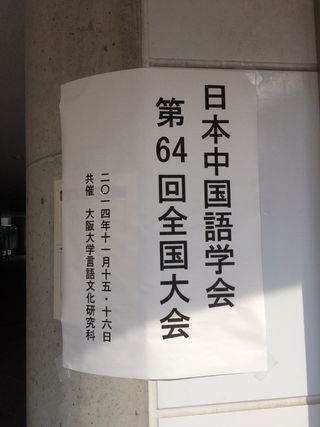 日本中国語学会
第64回全国大会
二〇一四年十一月十五・十六日
共催　大阪大学言語文化研究科